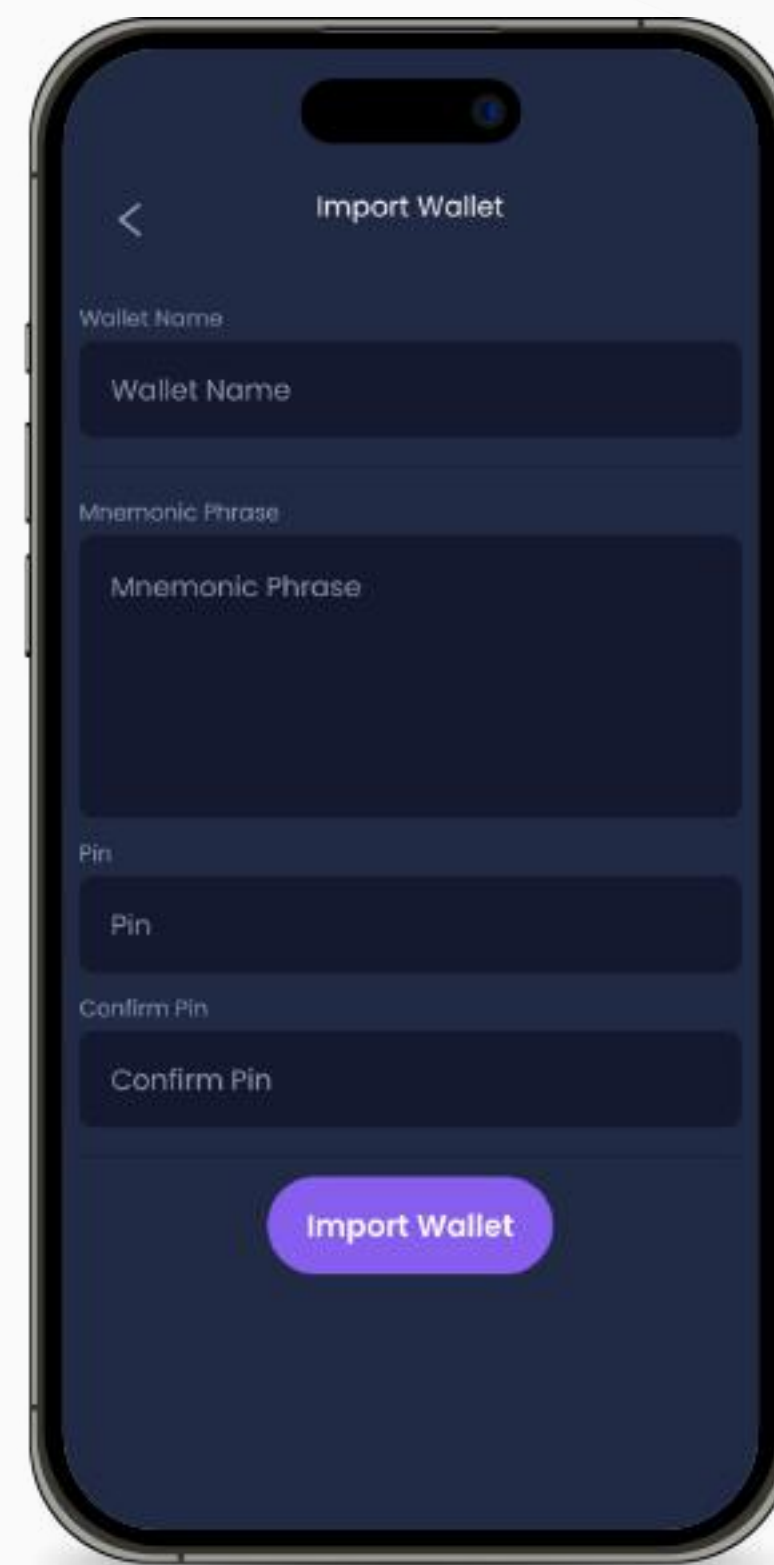 Import Wallet
Wallet Name
Wallet Name
Mnemonic Phrase
Mnemonic Phrase
Pin
Pin
Confirm Pin
Confirm Pin
Import Wallet